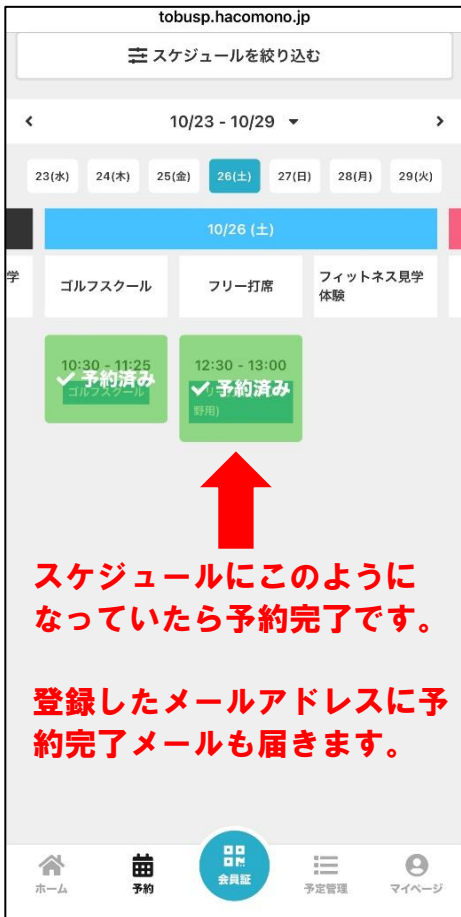 tobusp.hacomono.jp
スケジュールを絞り込む
10/23 - 10/29
23(水) 24(木) 25(金) 26(土) 27(日) 28(月) 29(火)
10/26 (土)
学
ゴルフスクール
フリー打席
フィットネス見学
体験
10:30 - 11:25
予約済み
ゴルフスクール
12:30 - 13:00
予約済み
野用)
スケジュールにこのように
なっていたら予約完了です。
登録したメールアドレスに予
約完了メールも届きます。
ホーム
予約
会員証
予定管理
マイページ